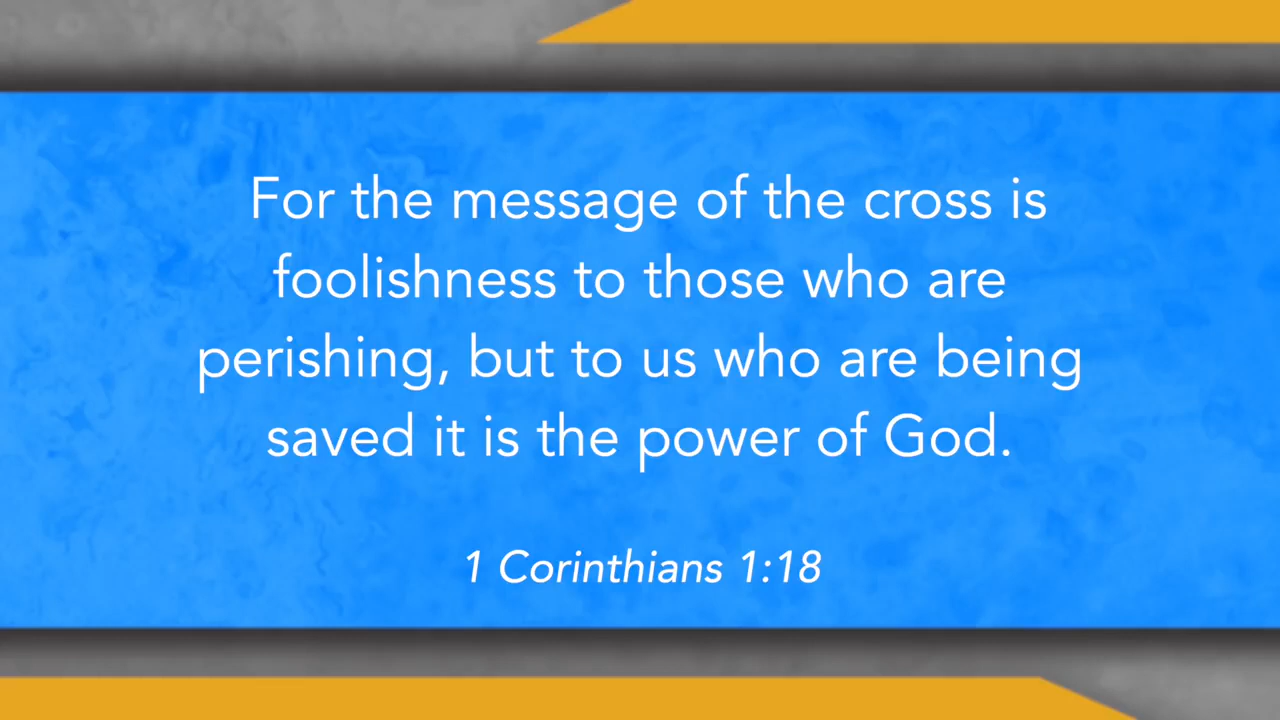 For the message of the cross is
foolishness to those who are
perishing, but to us who are being
saved it is the power of God.
1 Corinthians 1:18